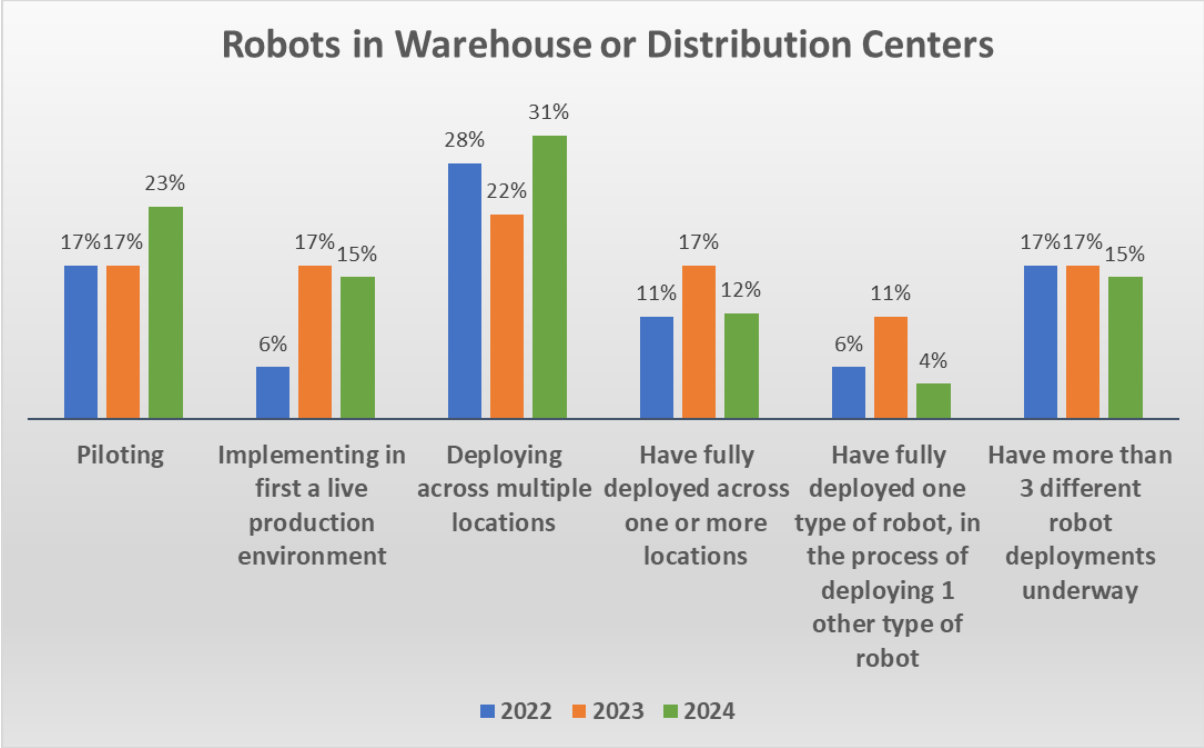 Robots in Warehouse or Distribution Centers
17% 17% 23%
6% 17% 15%
28% 22% 31%
11% 17% 12%
6% 11% 4%
17% 17% 15%
Piloting
Implementing in
first a live
production
environment
Deploying
across multiple
locations
Have fully
deployed across
one or more
locations
Have fully
deployed one
type of robot, in
the process of
deploying 1
other type of
robot
Have more than
3 different
robot
deployments
underway
2022 2023 2024